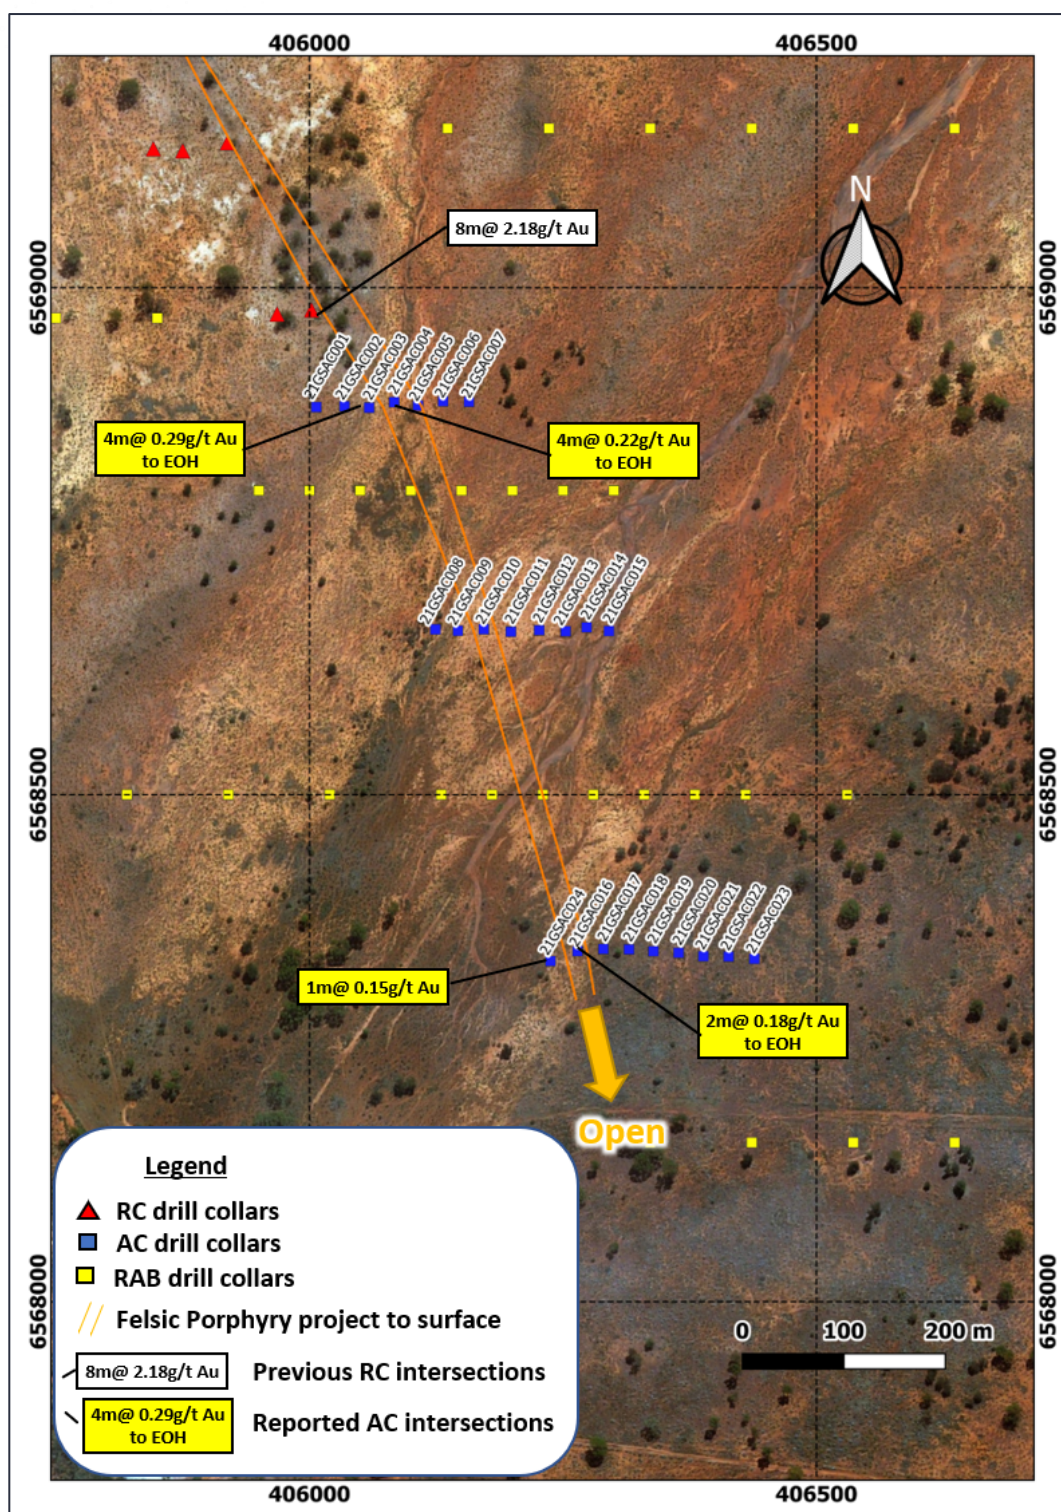 406000
406500
N
8m@ 2.18g/t Au
6569000
6569000
21GSAC001
21GSAC002
21GSAC003
21GSAC004
21GSAC005
21GSAC006
21GSAC007
4m@ 0.29g/t Au
to EOH
4m@ 0.22g/t Au
to EOH
21GSAC008
21GSAC009
21GSAC010
21GSAC011
21GSAC012
21GSAC013
21GSAC014
21GSAC015
6568500
6568500
21GSAC024
21GSAC016
21GSAC017
21GSAC018
21GSAC019
21GSAC020
21GSAC021
21GSAC022
21GSAC023
1m@ 0.15g/t Au
2m@ 0.18g/t Au
to EOH
Open
Legend
RC drill collars
AC drill collars
RAB drill collars
Felsic Porphyry project to surface
8m@ 2.18g/t Au
Previous RC intersections
4m@ 0.29g/t Au
to EOH
Reported AC intersections
6568000
6568000
0
100
200 m
406000
406500